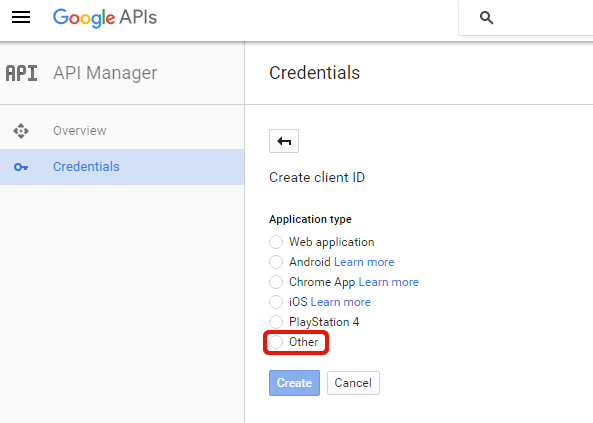 Google APIs
API API Manager
Credentials
Overview
Credentials
Create client ID
Application type
Web application
Android Learn more
Chrome App Learn more
iOS Learn more
PlayStation 4
Other
Create Cancel